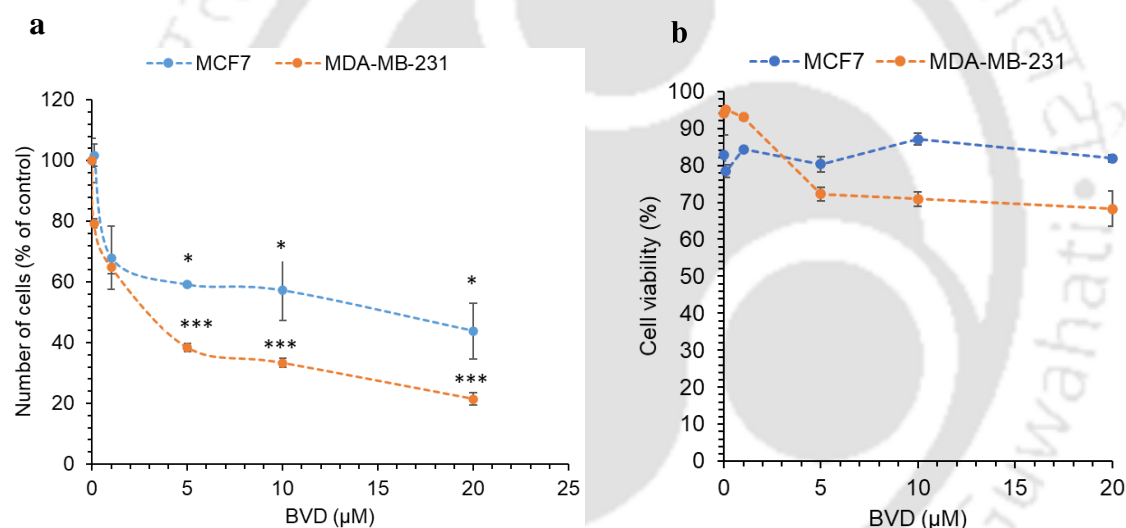 a
MCF7 MDA-MB-231
Number of cells (% of control)
120
100
80
60
40
20
0
* * *
*** *** ***
0 5 10 15 20 25
BVD (µM)
b
MCF7 MDA-MB-231
Cell viability (%)
100
90
80
70
60
50
40
30
20
10
0
0 5 10 15 20
BVD (µM)
uwahati